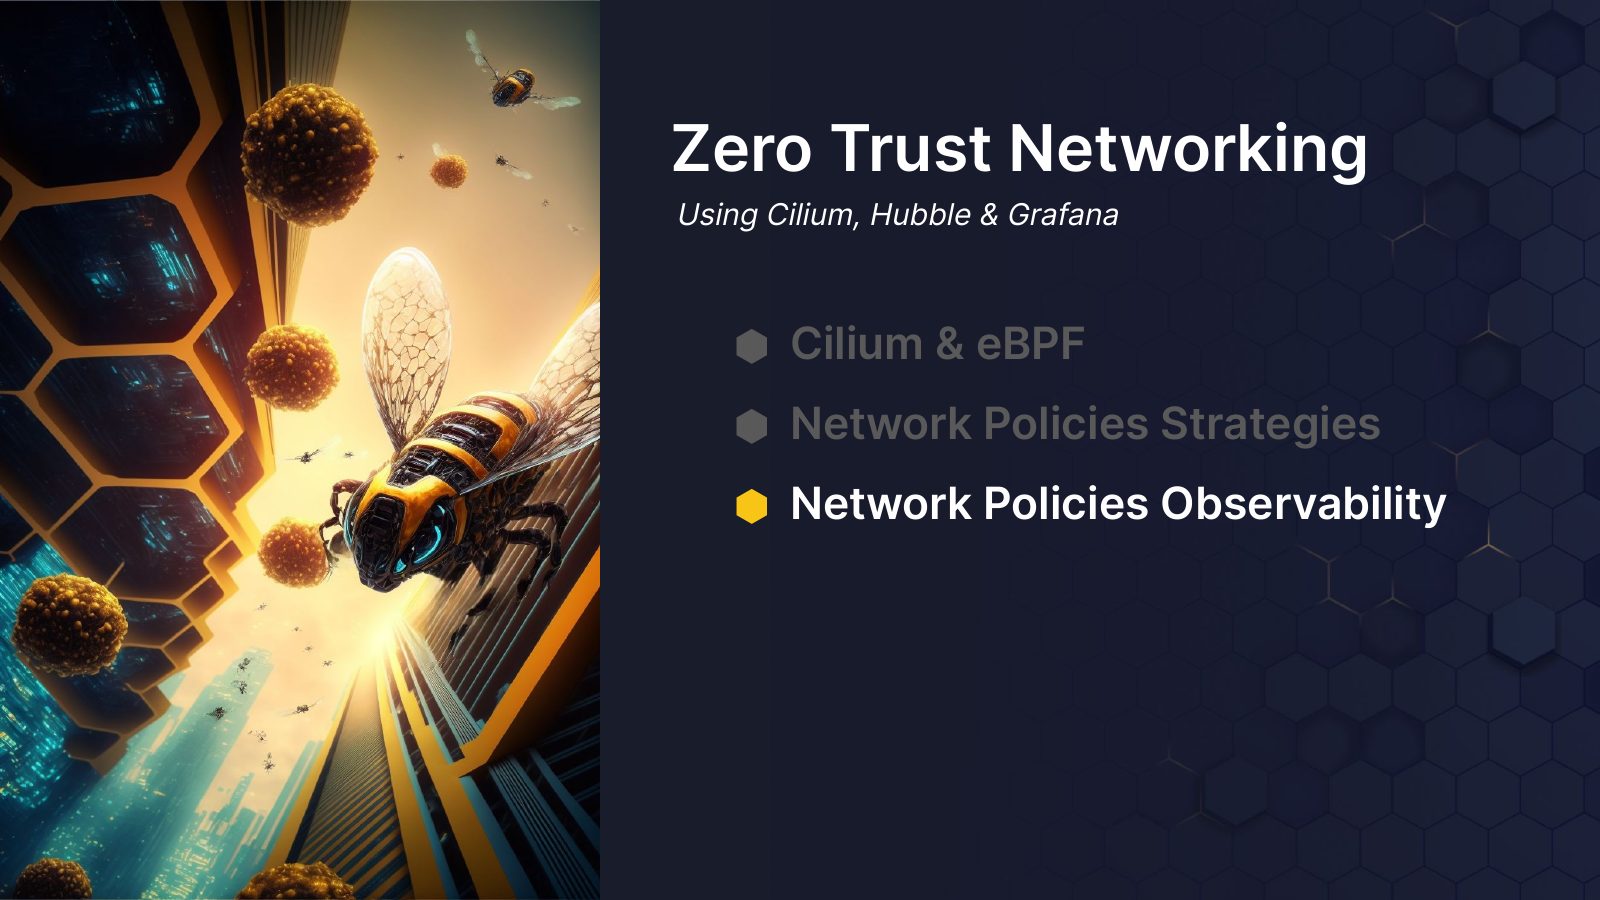 Zero Trust Networking
Using Cilium, Hubble & Grafana
Cilium & eBPF
Network Policies Strategies
Network Policies Observability